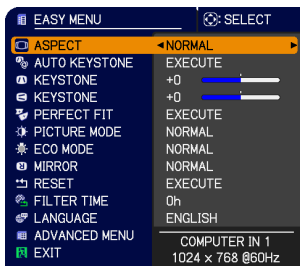 EASY MENU : SELECT
ASPECT NORMAL
AUTO KEYSTONE EXECUTE
KEYSTONE +0
KEYSTONE +0
PERFECT FIT EXECUTE
PICTURE MODE NORMAL
ECO MODE NORMAL
MIRROR NORMAL
RESET EXECUTE
FILTER TIME 0h
LANGUAGE ENGLISH
ADVANCED MENU
EXIT
COMPUTER IN 1
1024 x 768 @60Hz